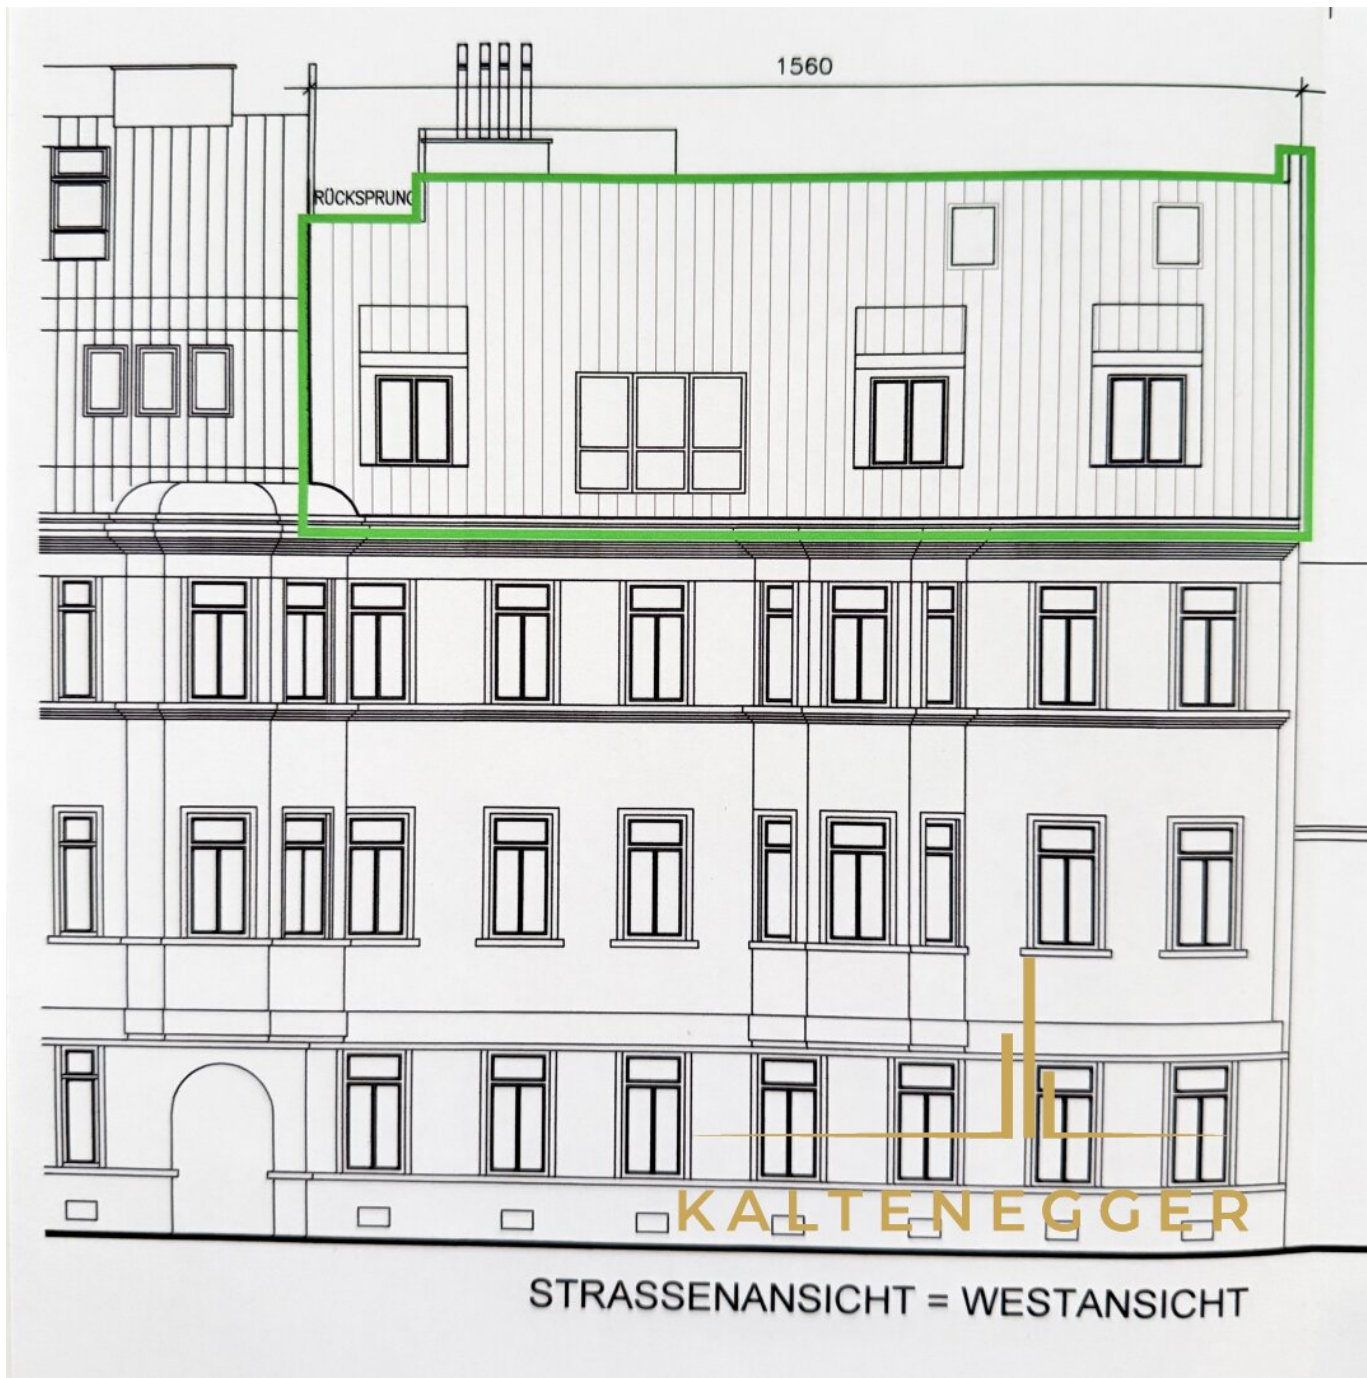 1560
RÜCKSPRUNG
KALTENEGGER
STRASSENANSICHT = WESTANSICHT